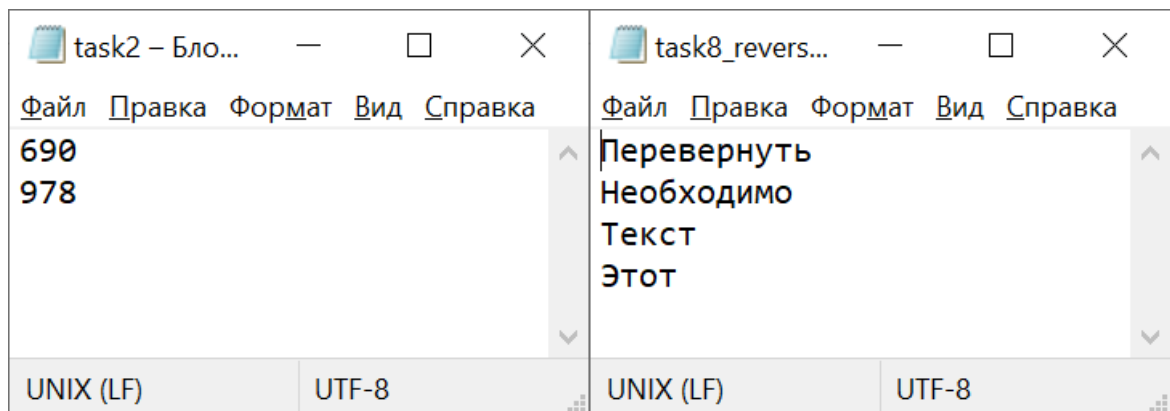 task2 – Бло...
Файл Правка Формат Вид Справка
690
978
UNIX (LF) UTF-8
task8_revers...
Файл Правка Формат Вид Справка
Перевернуть
Необходимо
Текст
Этот
UNIX (LF) UTF-8